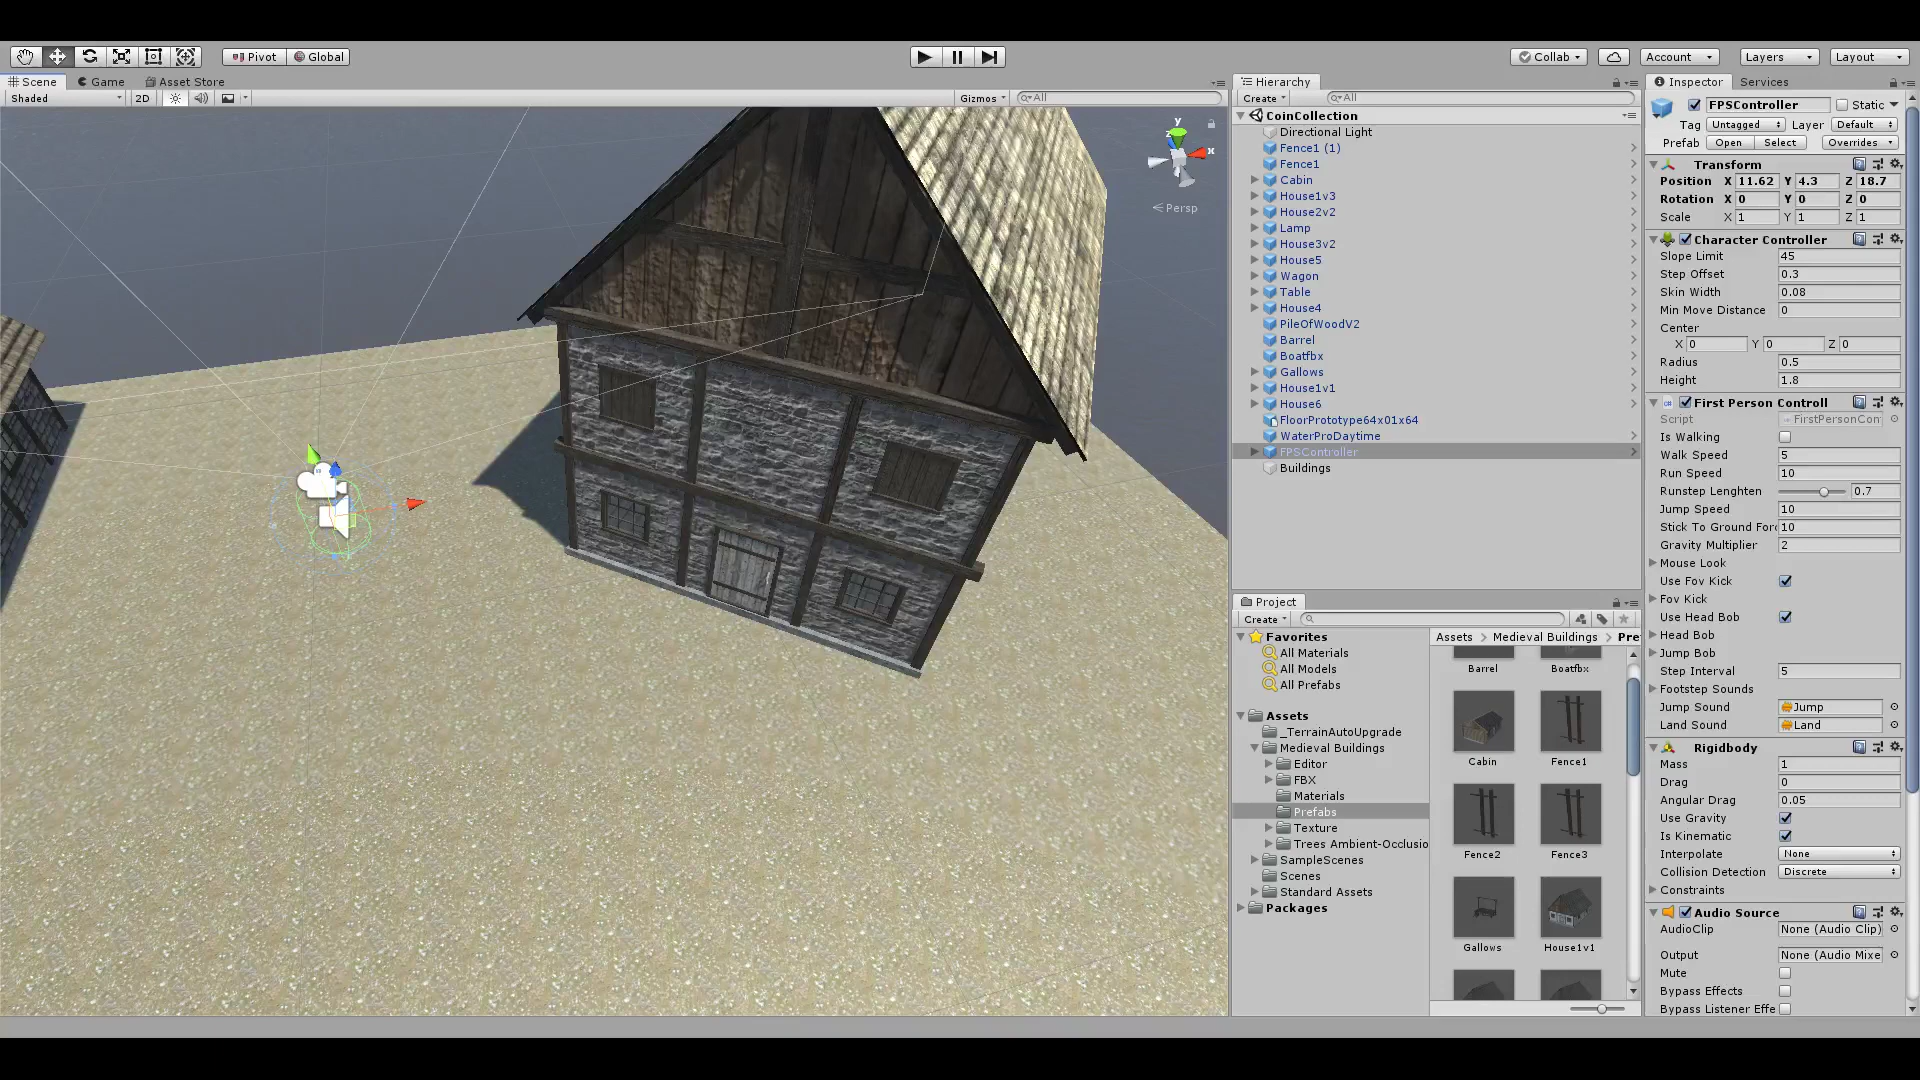 Pivot Global Collab Account Layers Layout
Scene Game Asset Store
Shaded 2D Gizmos All
y
z
x
Persp
Hierarchy
Create All
CoinCollection
Directional Light
Fence1 (1)
Fence1
Cabin
House1v3
House2v2
Lamp
House3v2
House5
Wagon
Table
House4
PileOfWoodV2
Barrel
Boatfbx
Gallows
House1v1
House6
FloorPrototype64x01x64
WaterProDaytime
FPSController
Buildings
Project
Create
Favorites
All Materials
All Models
All Prefabs
Assets
_TerrainAutoUpgrade
Medieval Buildings
Editor
FBX
Materials
Prefabs
Texture
Trees Ambient-Occlusio
SampleScenes
Scenes
Standard Assets
Packages
Assets > Medieval Buildings > Pre
Barrel Boatfbx
Cabin Fence1
Fence2 Fence3
Gallows House1v1
Inspector Services
FPSController Static
Tag Untagged Layer Default
Prefab Open Select Overrides
Transform
Position X 11.62 Y 4.3 Z 18.7
Rotation X 0 Y 0 Z 0
Scale X 1 Y 1 Z 1
Character Controller
Slope Limit 45
Step Offset 0.3
Skin Width 0.08
Min Move Distance 0
Center
X 0 Y 0 Z 0
Radius 0.5
Height 1.8
First Person Controll
Script FirstPersonCon
Is Walking
Walk Speed 5
Run Speed 10
Runstep Lenghten 0.7
Jump Speed 10
Stick To Ground Forc 10
Gravity Multiplier 2
Mouse Look
Use Fov Kick
Fov Kick
Use Head Bob
Head Bob
Jump Bob
Step Interval 5
Footstep Sounds
Jump Sound Jump
Land Sound Land
Rigidbody
Mass 1
Drag 0
Angular Drag 0.05
Use Gravity
Is Kinematic
Interpolate None
Collision Detection Discrete
Constraints
Audio Source
AudioClip None (Audio Clip)
Output None (Audio Mixe
Mute
Bypass Effects
Bypass Listener Effe